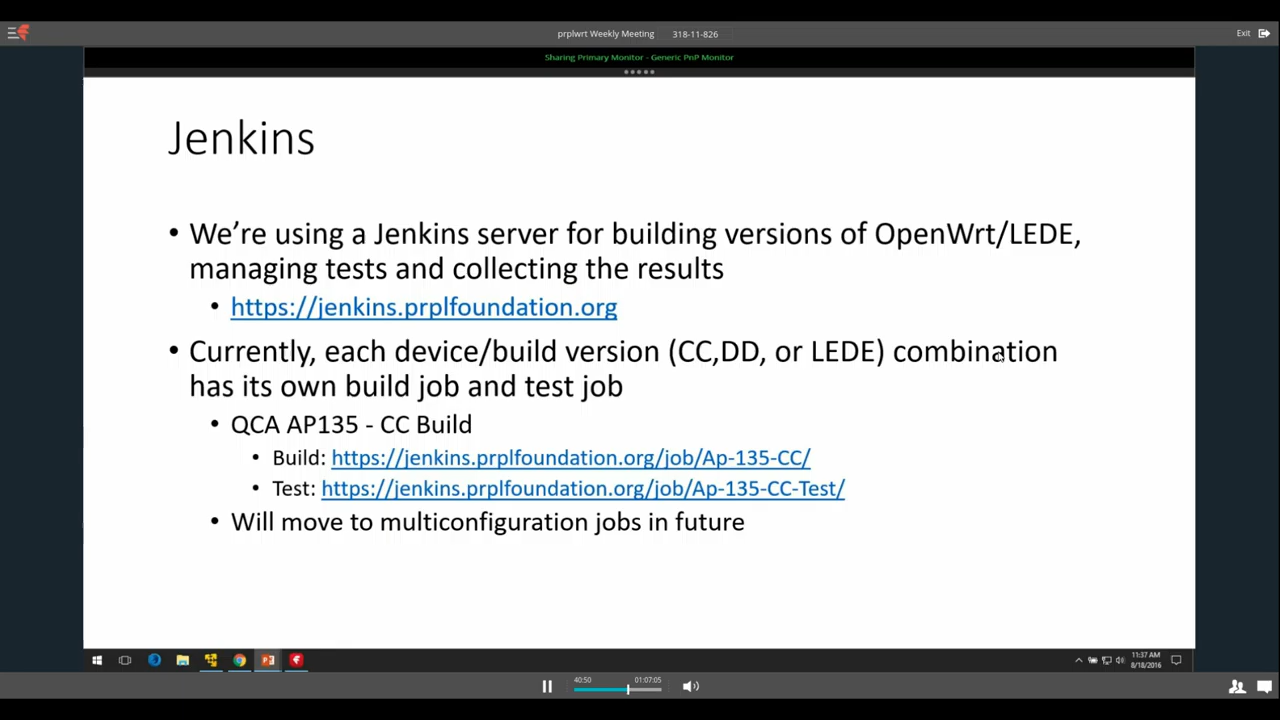 prplwrt Weekly Meeting 318-11-826
Exit
Sharing Primary Monitor - Generic PnP Monitor
Jenkins
• We're using a Jenkins server for building versions of OpenWrt/LEDE,
managing tests and collecting the results
• https://jenkins.prplfoundation.org
• Currently, each device/build version (CC,DD, or LEDE) combination
has its own build job and test job
• QCA AP135 - CC Build
• Build: https://jenkins.prplfoundation.org/job/Ap-135-CC/
• Test: https://jenkins.prplfoundation.org/job/Ap-135-CC-Test/
• Will move to multiconfiguration jobs in future
11:37 AM
8/18/2016
40:50 01:07:05